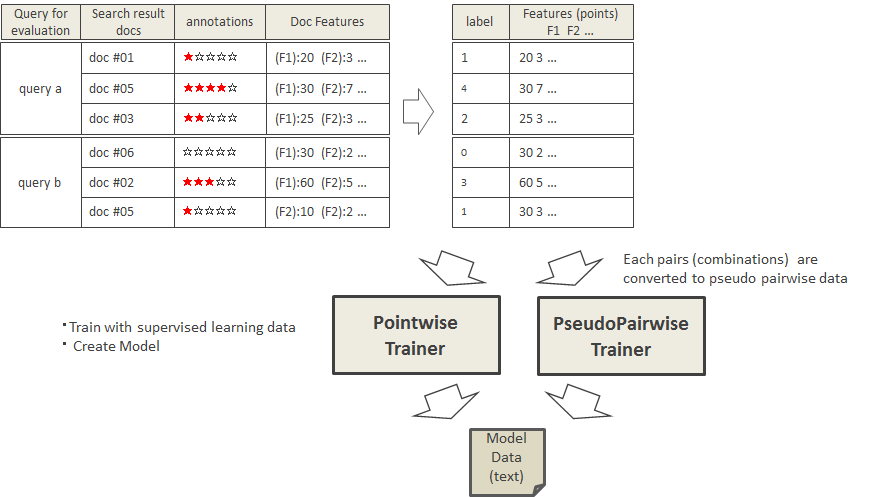 Query for evaluation Search result docs annotations Doc Features
query a
doc #01 ★☆☆☆☆ (F1):20 (F2):3 ...
doc #05 ★★★★☆ (F1):30 (F2):7 ...
doc #03 ★★☆☆☆ (F1):25 (F2):3 ...
query b
doc #06 ☆☆☆☆☆ (F1):30 (F2):2 ...
doc #02 ★★★☆☆ (F1):60 (F2):5 ...
doc #05 ★☆☆☆☆ (F2):10 (F2):2 ...
label Features (points) F1 F2 ...
1 20 3 ...
4 30 7 ...
2 25 3 ...
0 30 2 ...
3 60 5 ...
1 30 3 ...
Each pairs (combinations) are
converted to pseudo pairwise data
・Train with supervised learning data
・ Create Model
Pointwise
Trainer
PseudoPairwise
Trainer
Model
Data
(text)